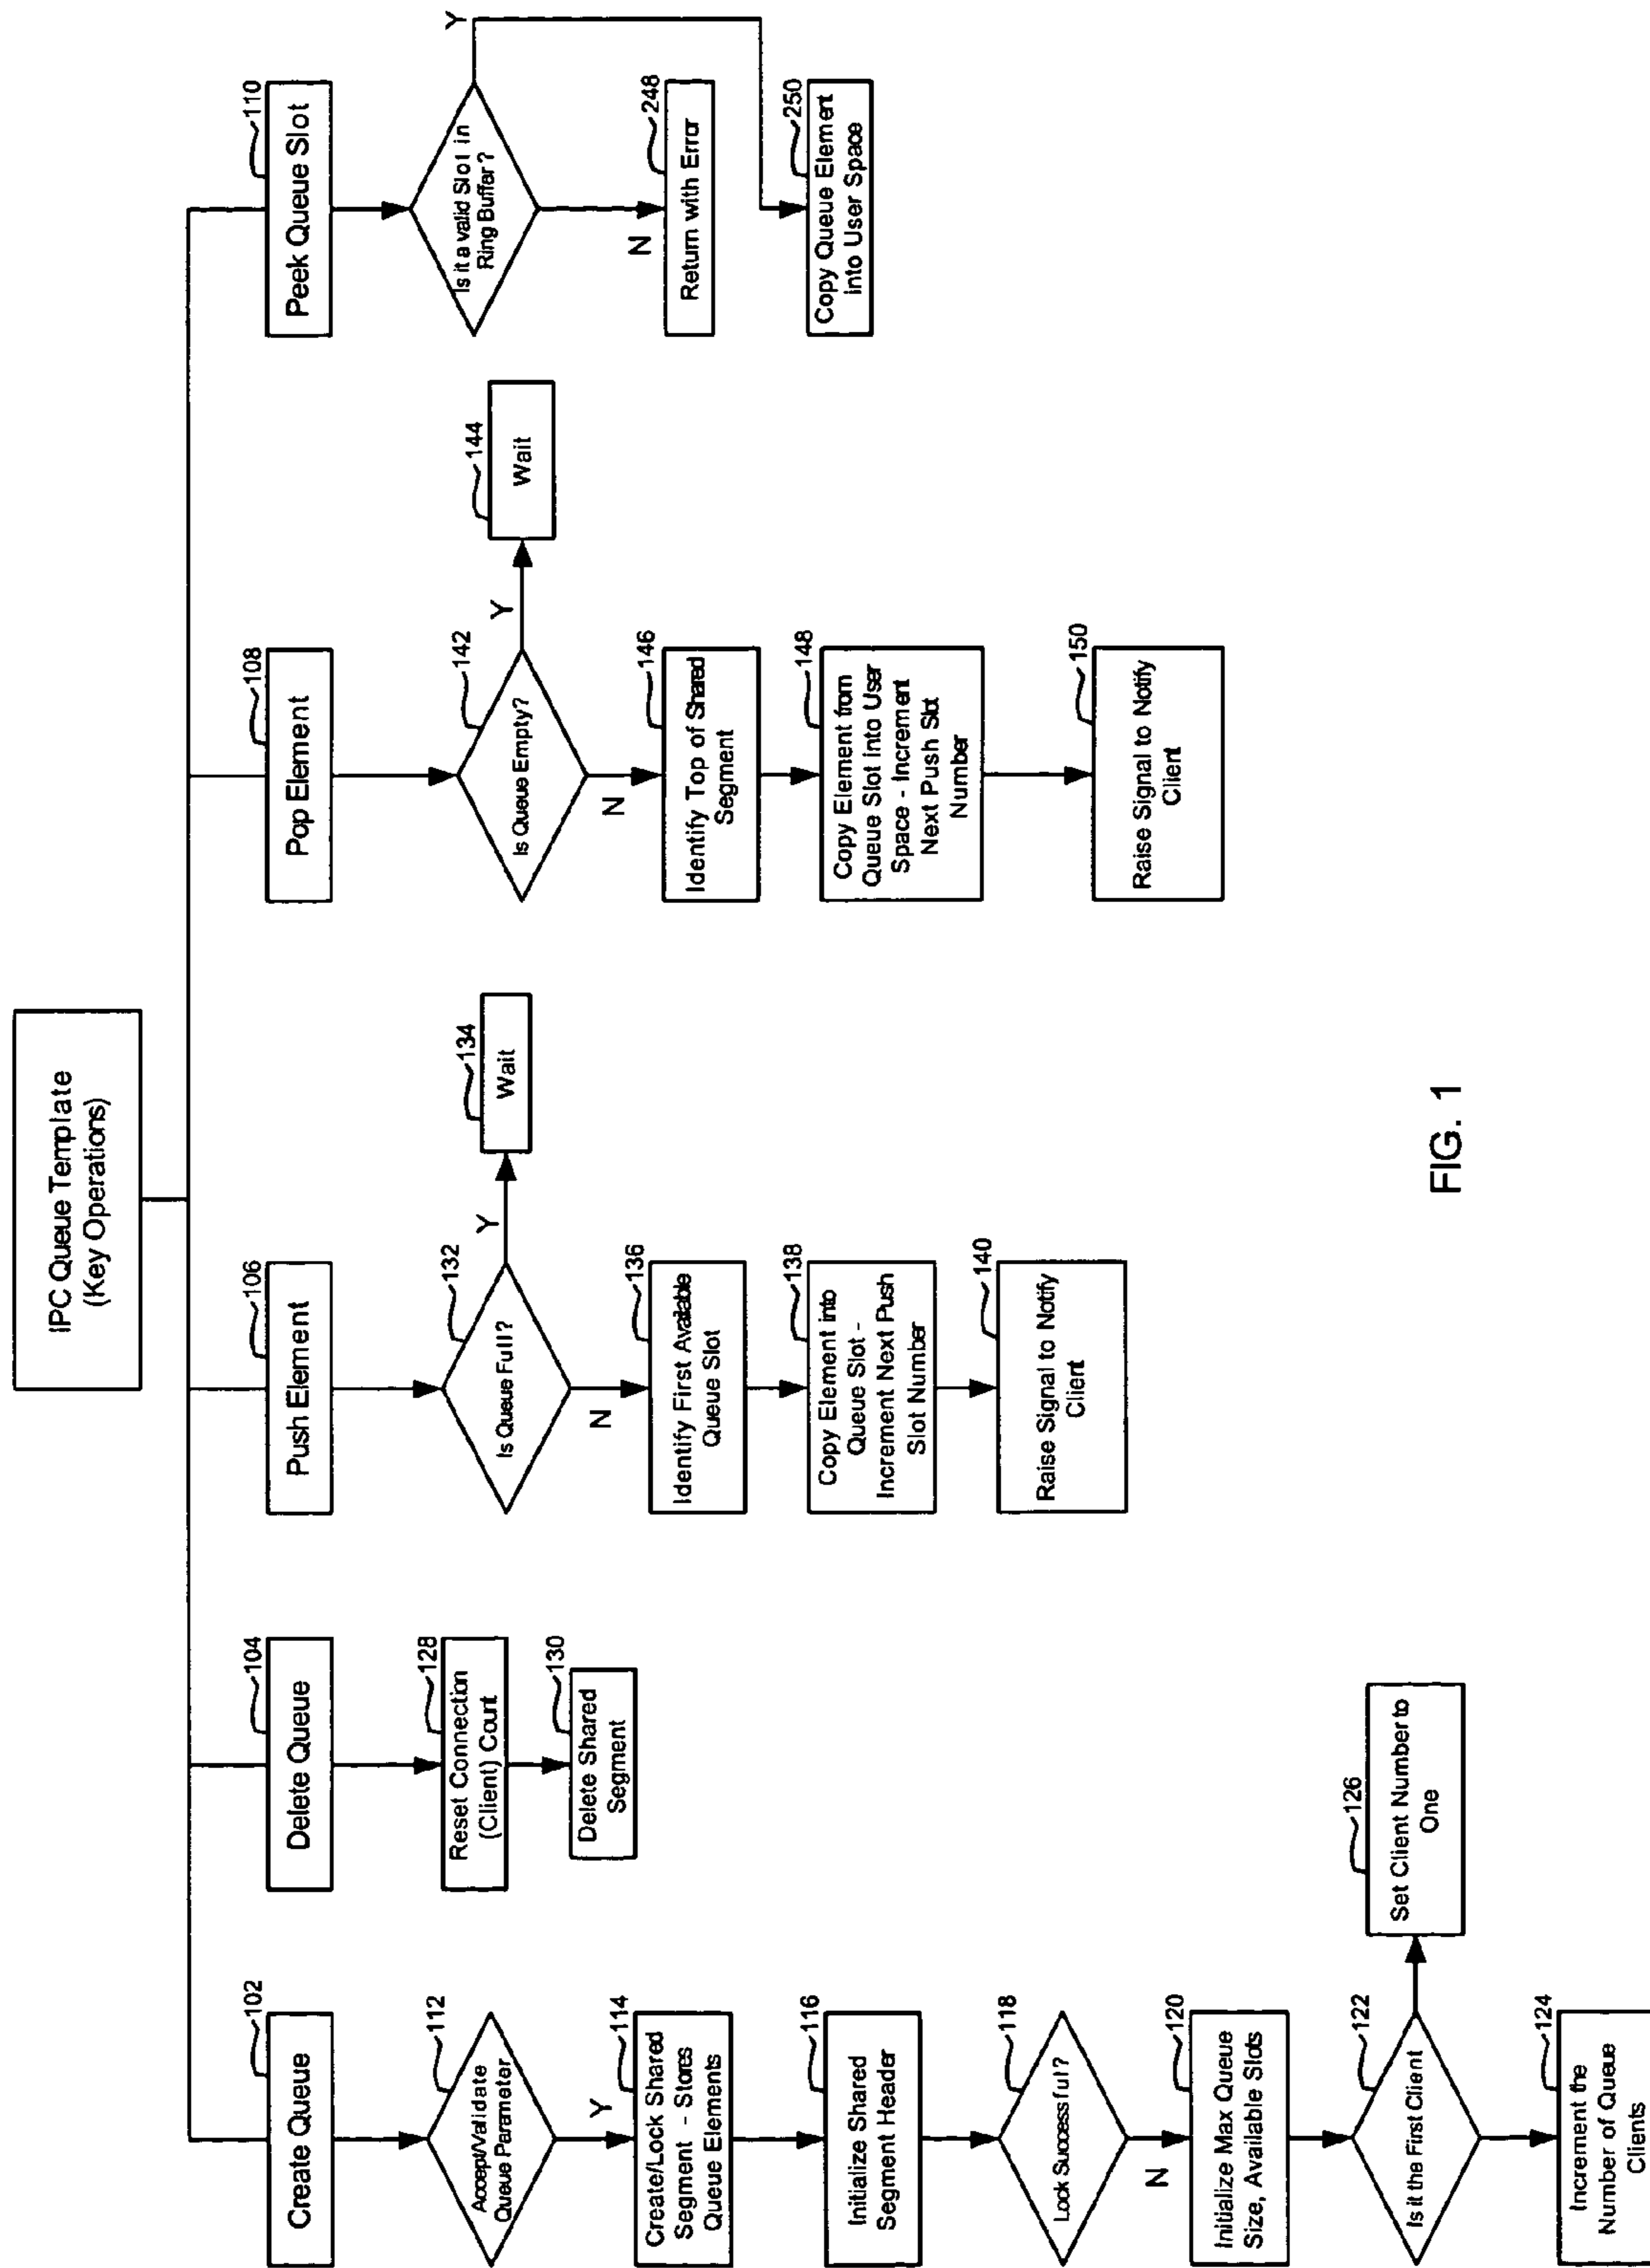 IPC Queue Template
(Key Operations)
102
Create Queue
112
Accept/Validate
Queue Parameter
Y
114
Create/Lock Shared
Segment - Stores
Queue Elements
116
Initialize Shared
Segment Header
118
Lock Successful?
N
120
Initialize Max Queue
Size, Available Slots
122
Is it the First Client
126
Set Client Number to
One
124
Increment the
Number of Queue
Clients
104
Delete Queue
128
Reset Connection
(Client) Count
130
Delete Shared
Segment
106
Push Element
132
Is Queue Full?
Y
134
Wait
N
136
Identify First Available
Queue Slot
138
Copy Element into
Queue Slot -
Increment Next Push
Slot Number
140
Raise Signal to Notify
Client
108
Pop Element
142
Is Queue Empty?
Y
144
Wait
N
146
Identify Top of Shared
Segment
148
Copy Element from
Queue Slot into User
Space - Increment
Next Push Slot
Number
150
Raise Signal to Notify
Client
110
Peek Queue Slot
Is it a valid Slot in
Ring Buffer?
Y
N
248
Return with Error
250
Copy Queue Element
into User Space
FIG. 1